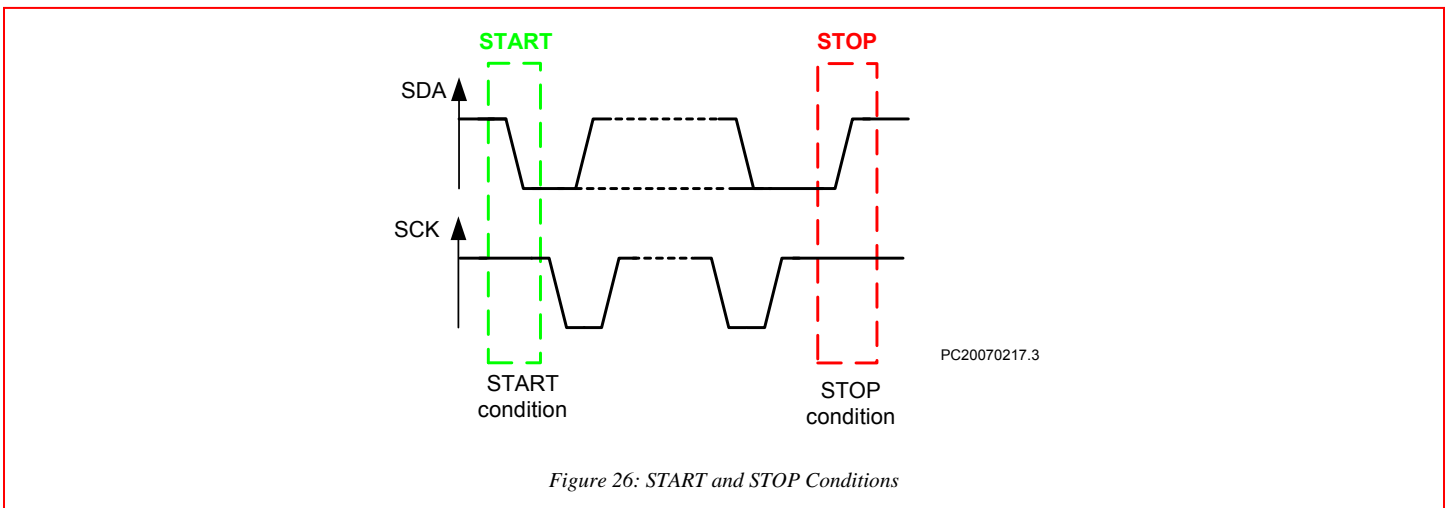 START STOP
SDA
SCK
PC20070217.3
START
condition
STOP
condition
Figure 26: START and STOP Conditions